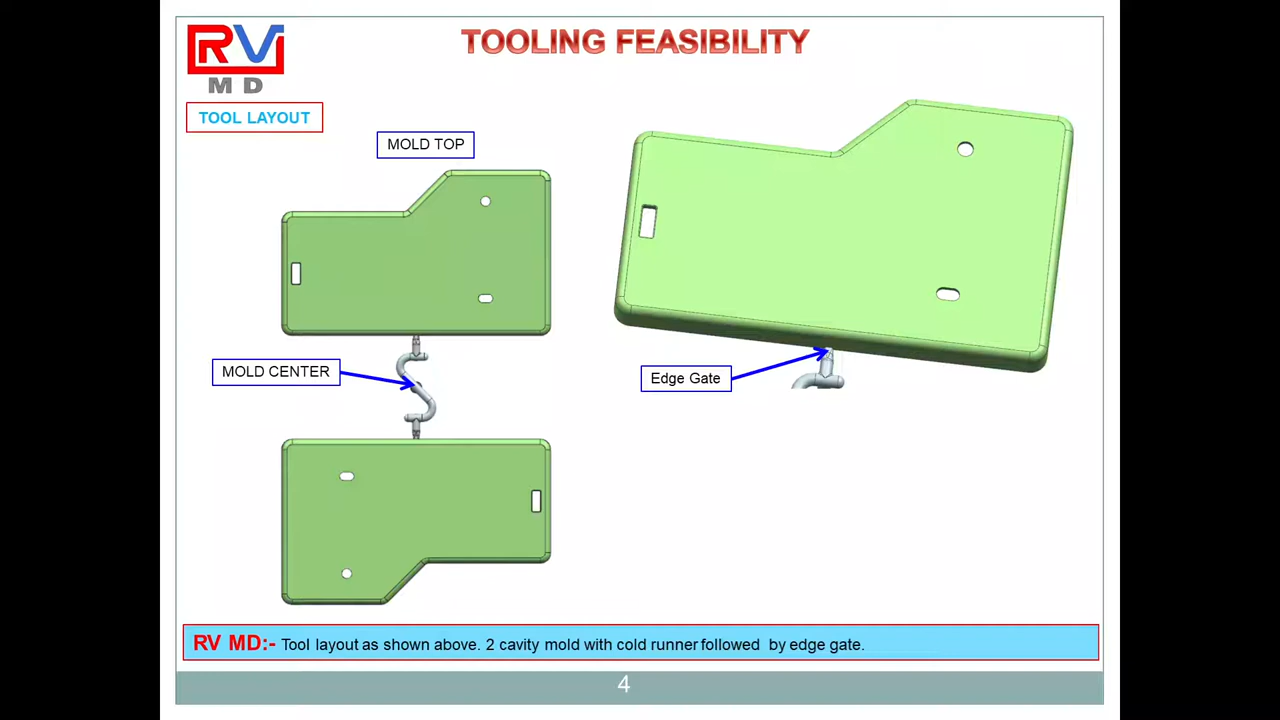 RV
MD
TOOLING FEASIBILITY
TOOL LAYOUT
MOLD TOP
MOLD CENTER
Edge Gate
RV MD:- Tool layout as shown above. 2 cavity mold with cold runner followed by edge gate.
4